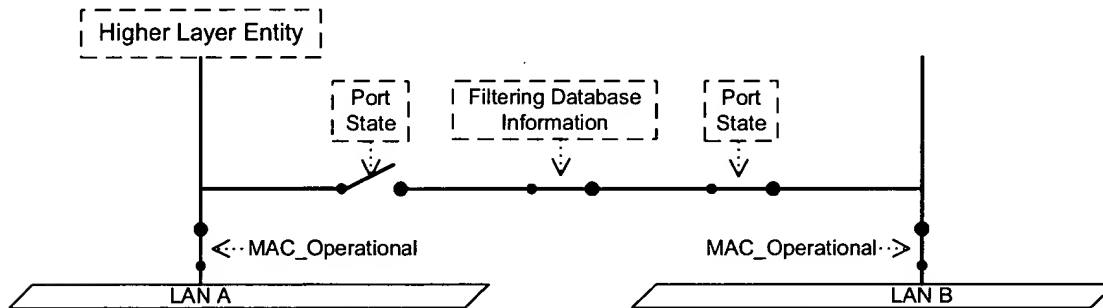 Higher Layer Entity
Port
State
Filtering Database
Information
Port
State
MAC_Operational
MAC_Operational
LAN A
LAN B